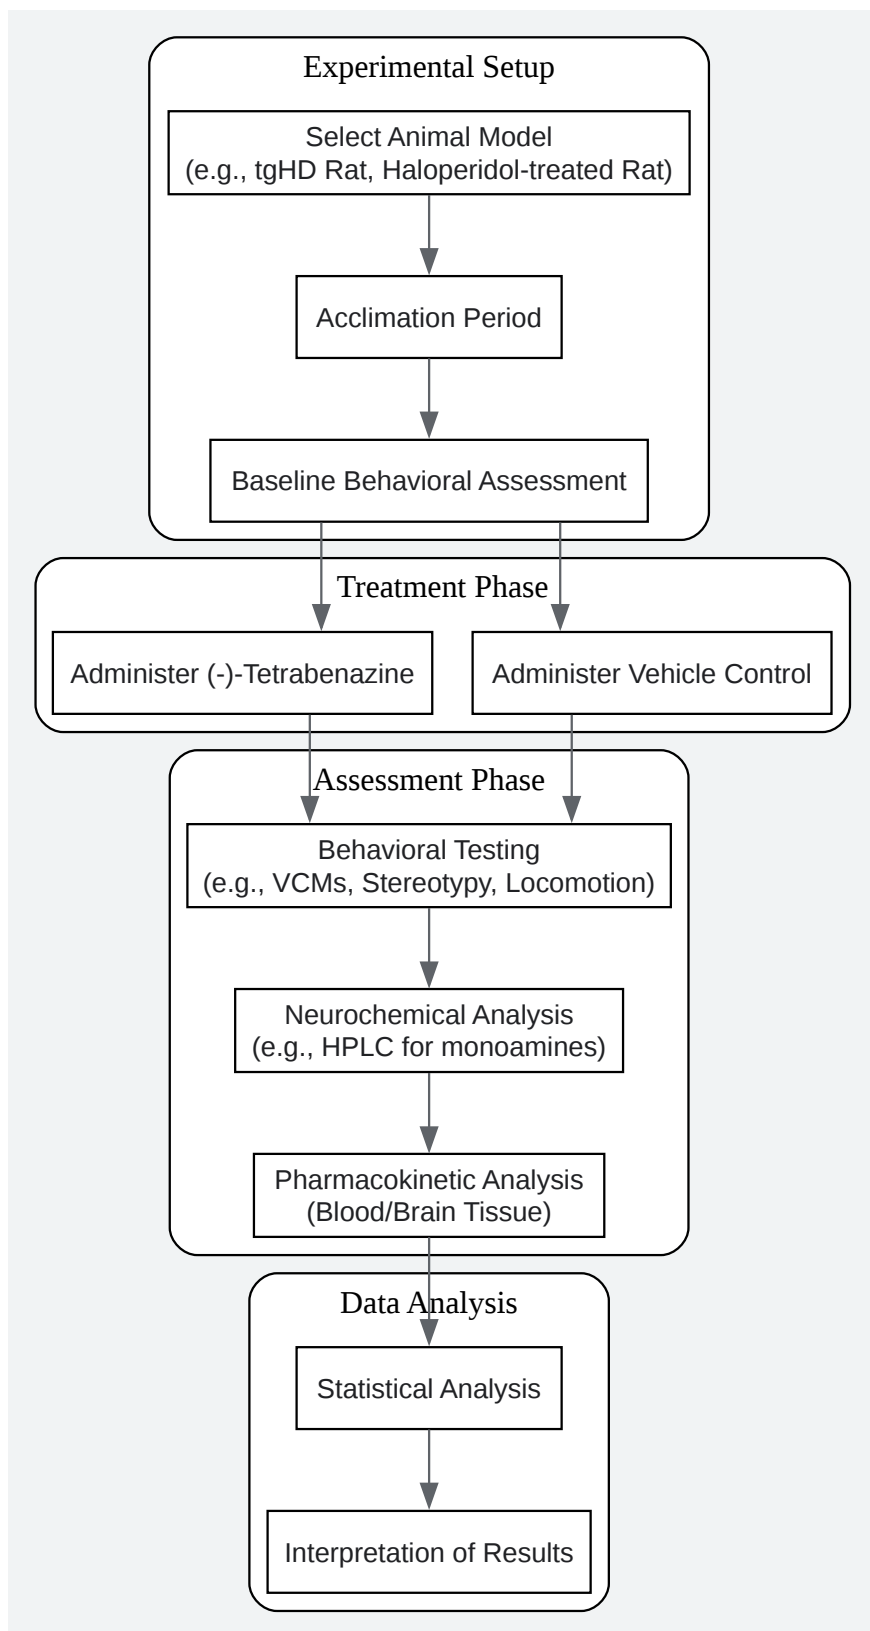 Experimental Setup
Select Animal Model
(e.g., tgHD Rat, Haloperidol-treated Rat)
Acclimation Period
Baseline Behavioral Assessment
Treatment Phase
Administer (-)-Tetrabenazine
Administer Vehicle Control
Assessment Phase
Behavioral Testing
(e.g., VCMs, Stereotypy, Locomotion)
Neurochemical Analysis
(e.g., HPLC for monoamines)
Pharmacokinetic Analysis
(Blood/Brain Tissue)
Data Analysis
Statistical Analysis
Interpretation of Results